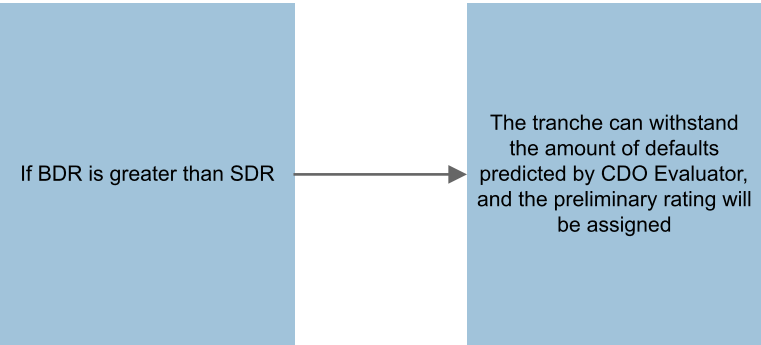 If BDR is greater than SDR
The tranche can withstand
the amount of defaults
predicted by CDO Evaluator,
and the preliminary rating will
be assigned